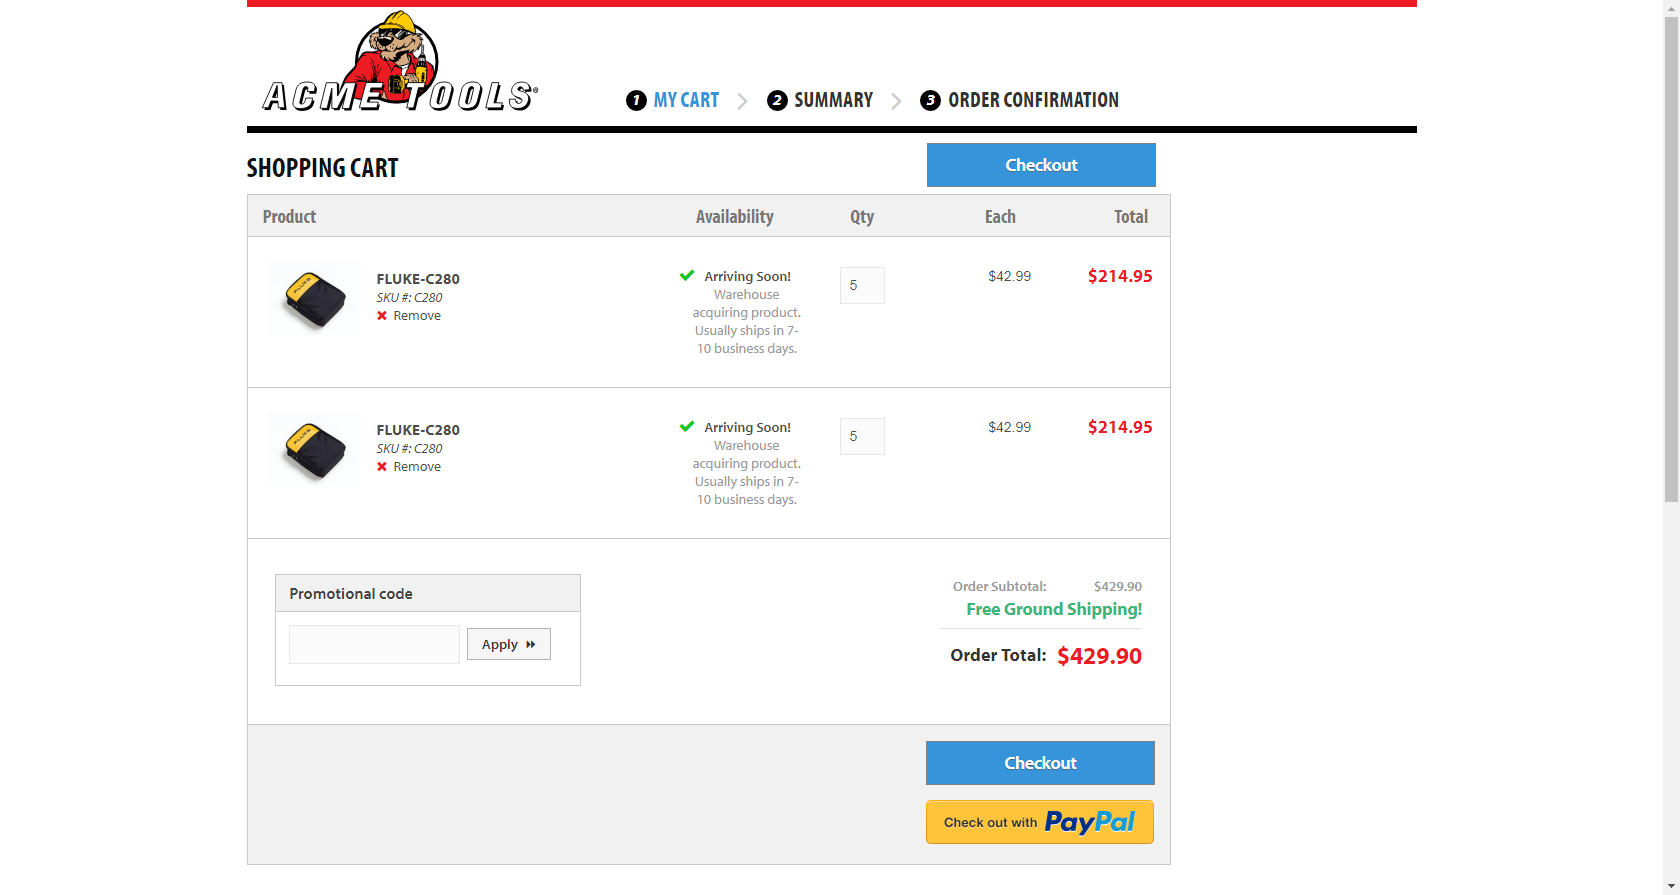 ACME TOOLS®
1 MY CART
2 SUMMARY
3 ORDER CONFIRMATION
SHOPPING CART
Checkout
Product Availability Qty Each Total
FLUKE
FLUKE-C280
SKU #: C280
Remove
Arriving Soon!
Warehouse
acquiring product.
Usually ships in 7-
10 business days.
5
$42.99
$214.95
FLUKE
FLUKE-C280
SKU #: C280
Remove
Arriving Soon!
Warehouse
acquiring product.
Usually ships in 7-
10 business days.
5
$42.99
$214.95
Promotional code
Apply
Order Subtotal: $429.90
Free Ground Shipping!
Order Total: $429.90
Checkout
Check out with PayPal